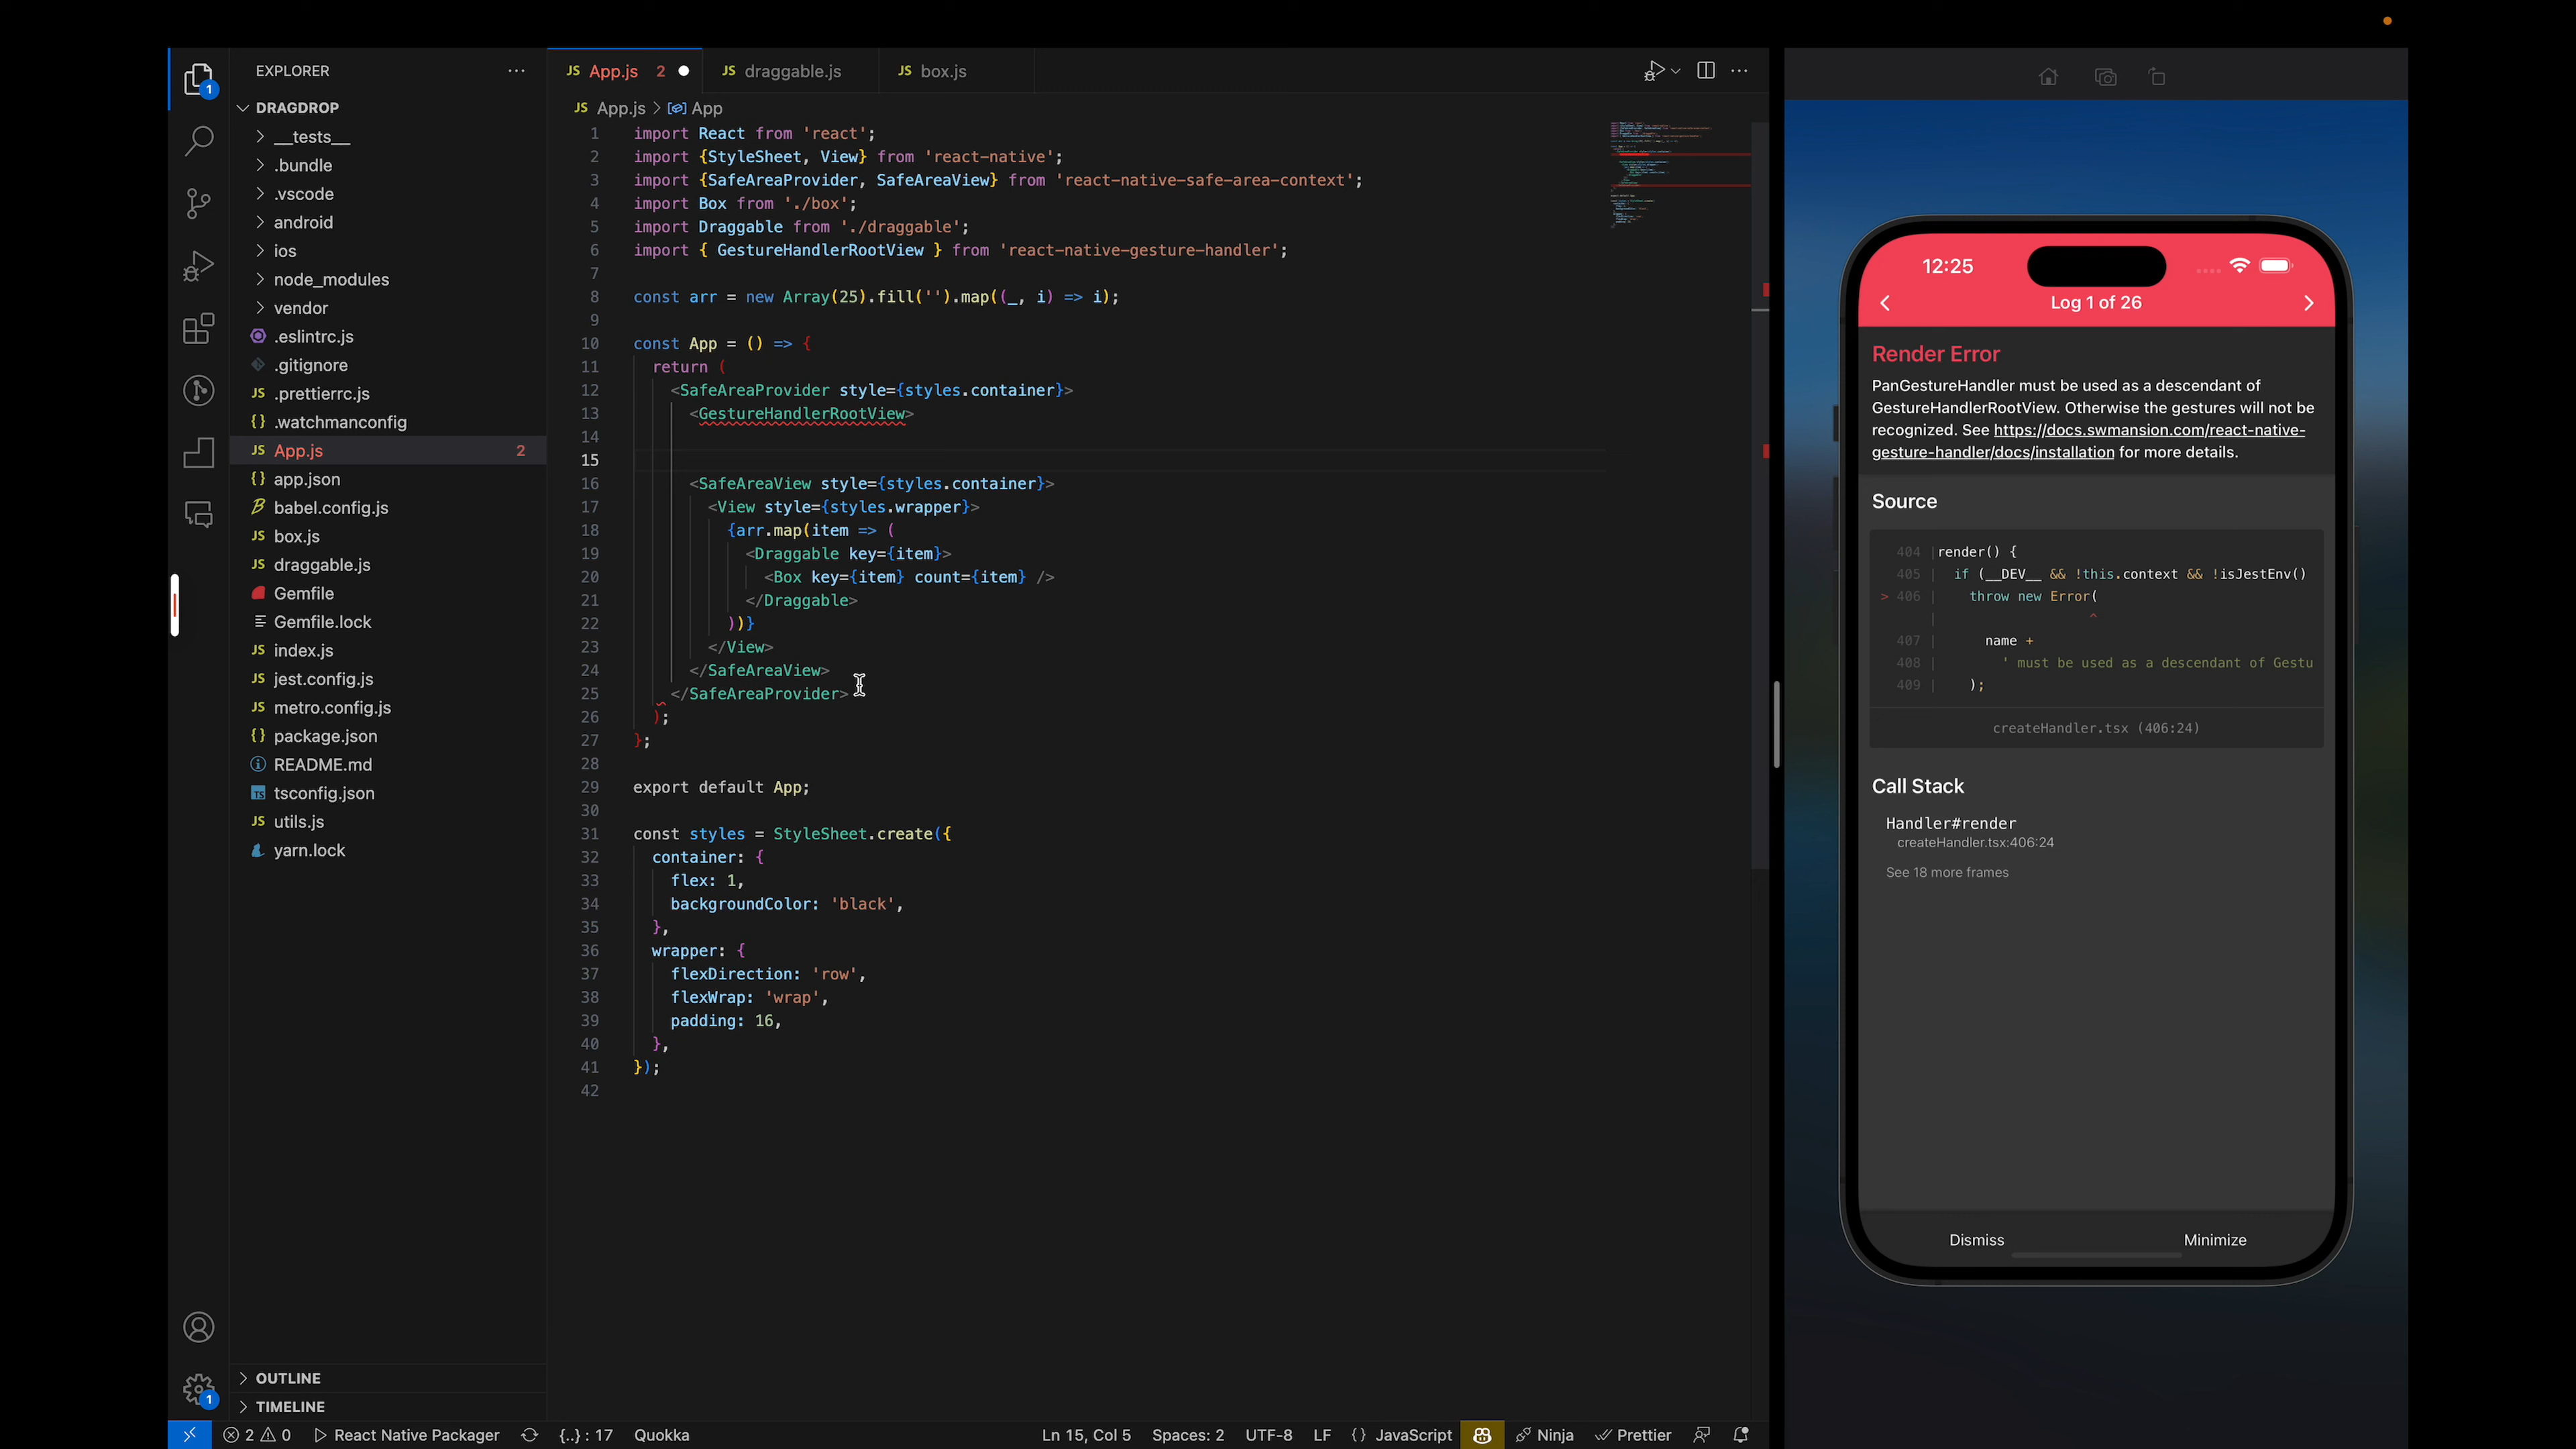 EXPLORER
DRAGDROP
__tests__
.bundle
.vscode
android
ios
node_modules
vendor
.eslintrc.js
.gitignore
.prettierrc.js
{} .watchmanconfig
JS App.js 2
{} app.json
babel.config.js
JS box.js
JS draggable.js
Gemfile
Gemfile.lock
JS index.js
JS jest.config.js
JS metro.config.js
{} package.json
README.md
TS tsconfig.json
JS utils.js
yarn.lock
OUTLINE
TIMELINE
1
1
JS App.js 2
JS draggable.js
JS box.js
JS App.js > App
1 import React from 'react';
2 import {StyleSheet, View} from 'react-native';
3 import {SafeAreaProvider, SafeAreaView} from 'react-native-safe-area-context';
4 import Box from './box';
5 import Draggable from './draggable';
6 import { GestureHandlerRootView } from 'react-native-gesture-handler';
7
8 const arr = new Array(25).fill('').map((_, i) => i);
9
10 const App = () => {
11 return (
12 <SafeAreaProvider style={styles.container}>
13 <GestureHandlerRootView>
14
15
16 <SafeAreaView style={styles.container}>
17 <View style={styles.wrapper}>
18 {arr.map(item => (
19 <Draggable key={item}>
20 <Box key={item} count={item} />
21 </Draggable>
22 ))}
23 </View>
24 </SafeAreaView>
25 </SafeAreaProvider>
26 );
27 };
28
29 export default App;
30
31 const styles = StyleSheet.create({
32 container: {
33 flex: 1,
34 backgroundColor: 'black',
35 },
36 wrapper: {
37 flexDirection: 'row',
38 flexWrap: 'wrap',
39 padding: 16,
40 },
41 });
42
2 0 React Native Packager {..} : 17 Quokka Ln 15, Col 5 Spaces: 2 UTF-8 LF {} JavaScript Ninja Prettier
12:25
Log 1 of 26
Render Error
PanGestureHandler must be used as a descendant of
GestureHandlerRootView. Otherwise the gestures will not be
recognized. See https://docs.swmansion.com/react-native-
gesture-handler/docs/installation for more details.
Source
404 | render() {
405 | if (__DEV__ && !this.context && !isJestEnv()
> 406 | throw new Error(
| ^
407 | name +
408 | ' must be used as a descendant of Gestu
409 | );
createHandler.tsx (406:24)
Call Stack
Handler#render
createHandler.tsx:406:24
See 18 more frames
Dismiss
Minimize